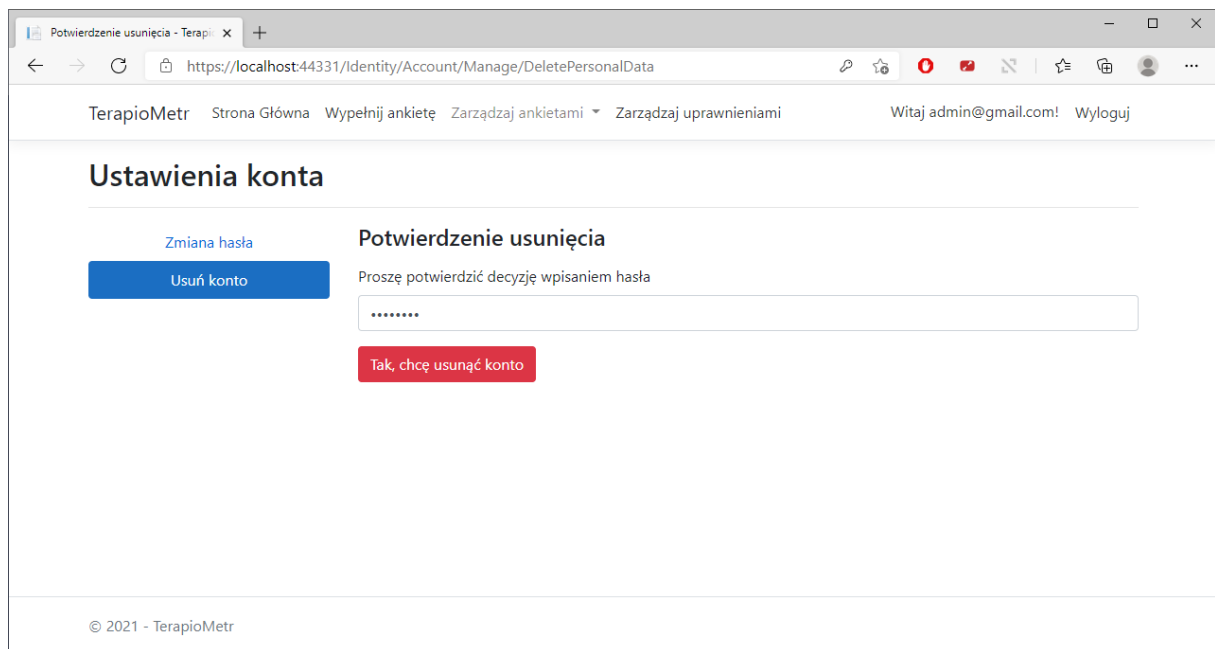 Potwierdzenie usunięcia - Terapi
https://localhost:44331/Identity/Account/Manage/DeletePersonalData
TerapioMetr Strona Główna Wypełnij ankietę Zarządzaj ankietami Zarządzaj uprawnieniami Witaj admin@gmail.com! Wyloguj
Ustawienia konta
Zmiana hasła
Usuń konto
Potwierdzenie usunięcia
Proszę potwierdzić decyzję wpisaniem hasła
••••••••
Tak, chcę usunąć konto
© 2021 - TerapioMetr